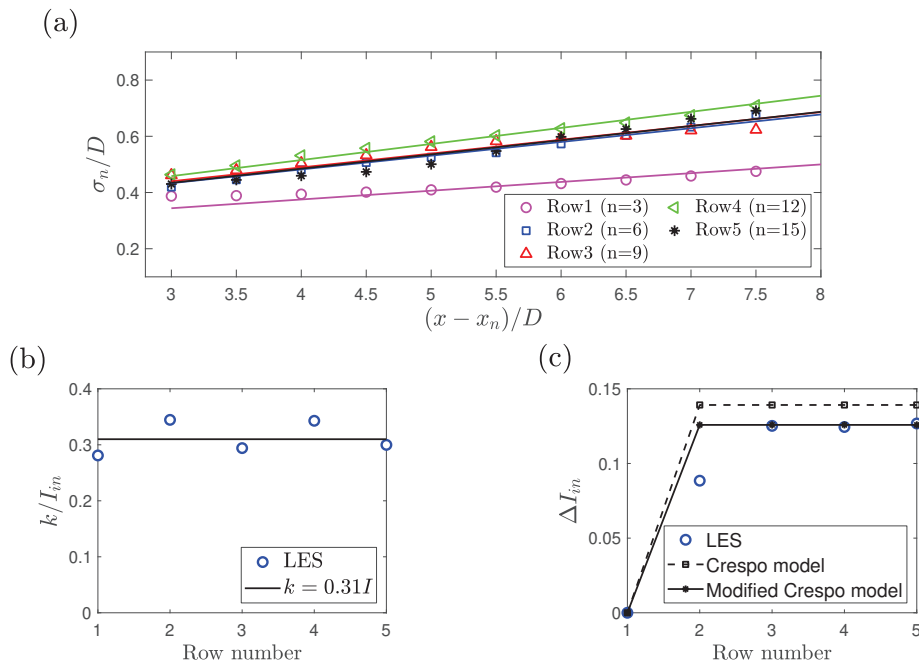 (a)
0.8
0.6
0.4
0.2
σn/D
3 3.5 4 4.5 5 5.5 6 6.5 7 7.5 8
(x − xn)/D
Row1 (n=3)
Row2 (n=6)
Row3 (n=9)
Row4 (n=12)
Row5 (n=15)
(b)
0.4
0.3
0.2
0.1
0
k/Iin
1 2 3 4 5
Row number
LES
k = 0.31I
(c)
0.15
0.1
0.05
0
ΔIin
1 2 3 4 5
Row number
LES
Crespo model
Modified Crespo model